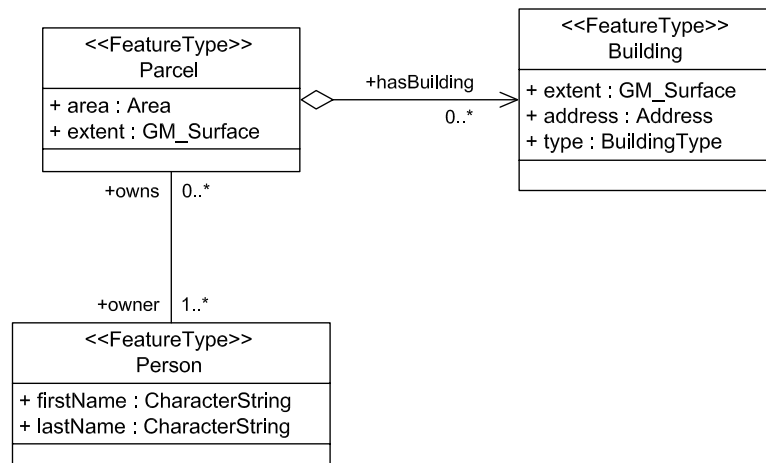 <<FeatureType>>
Parcel
+ area : Area
+ extent : GM_Surface
+hasBuilding
0..*
<<FeatureType>>
Building
+ extent : GM_Surface
+ address : Address
+ type : BuildingType
+owns
0..*
+owner
1..*
<<FeatureType>>
Person
+ firstName : CharacterString
+ lastName : CharacterString